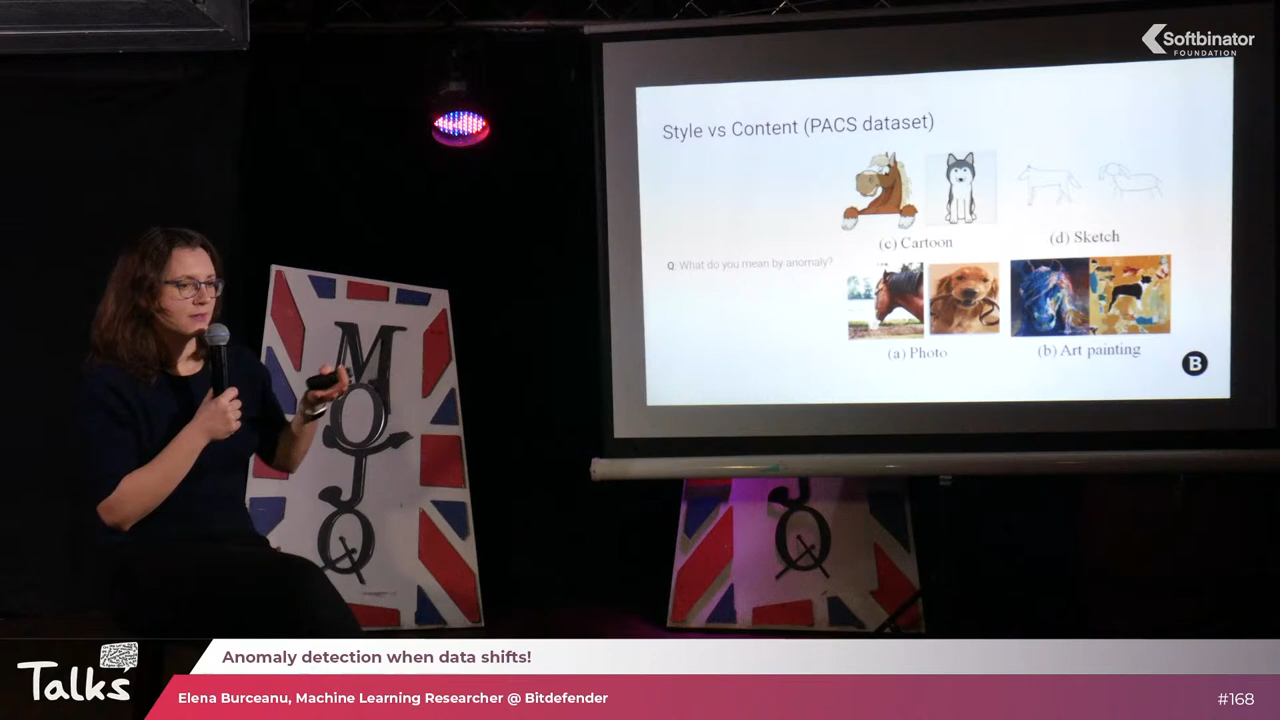 Softbinator
FOUNDATION
Style vs Content (PACS dataset)
(c) Cartoon
(d) Sketch
Q: What do you mean by anomaly?
(a) Photo
(b) Art painting
B
MOJO
JO
Talks
Anomaly detection when data shifts!
Elena Burceanu, Machine Learning Researcher @ Bitdefender
#168